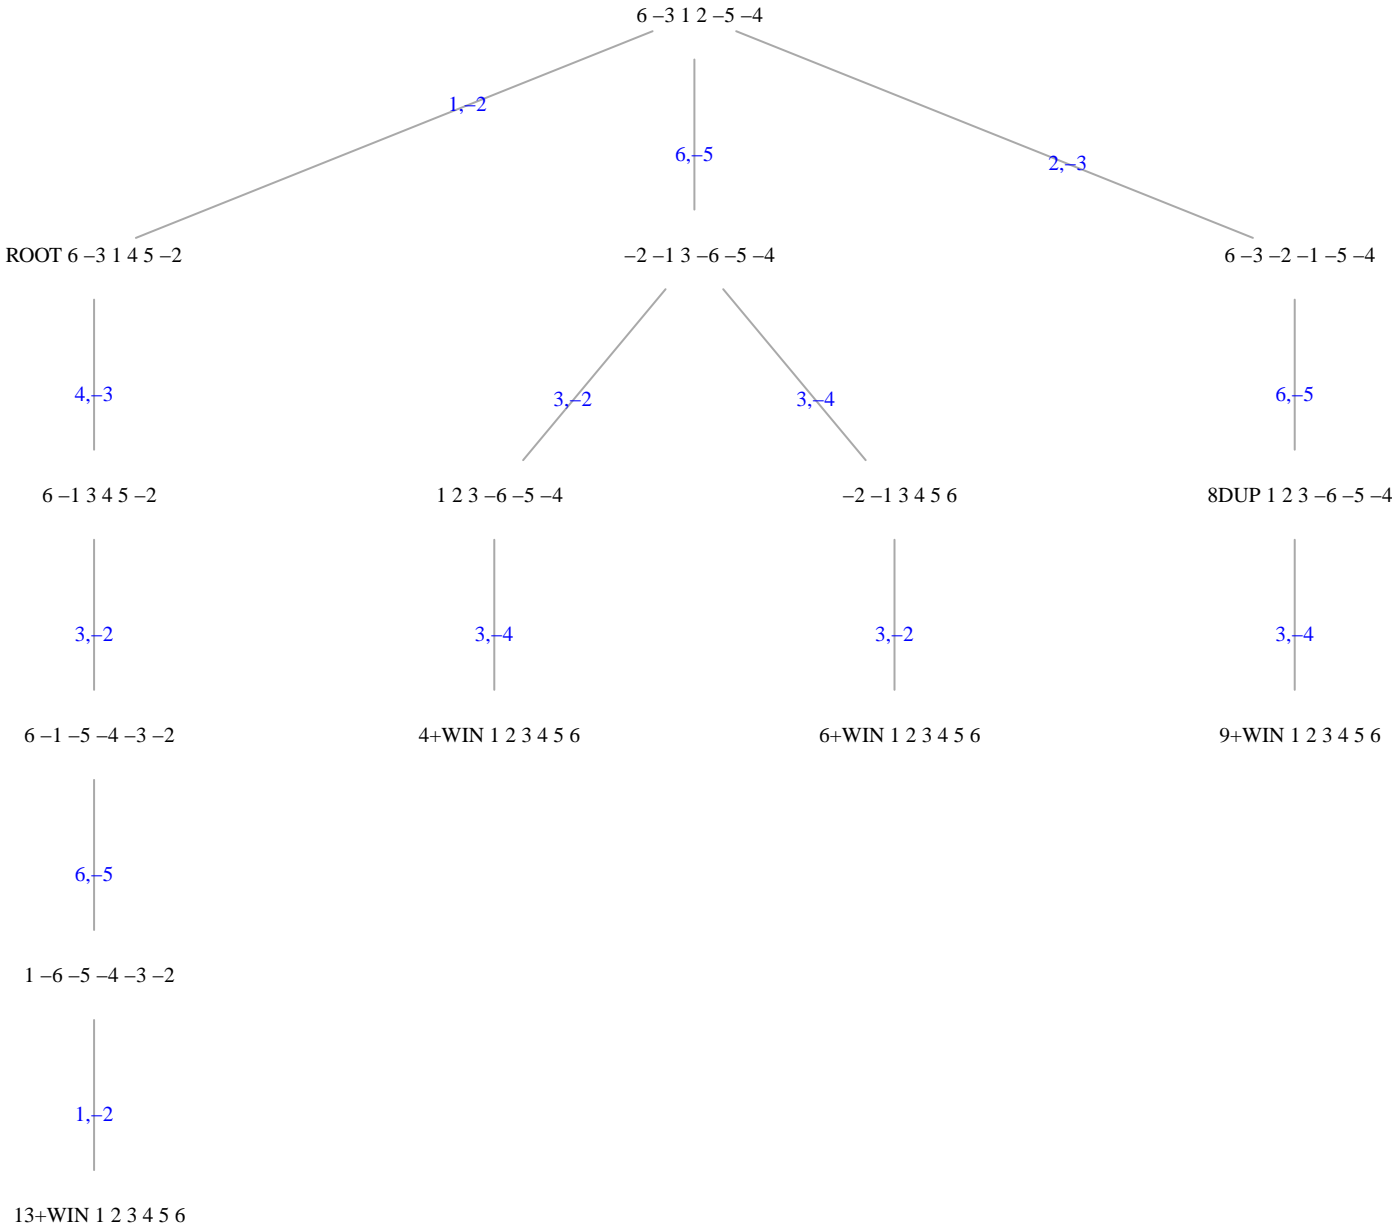 6 –3 1 2 –5 –4
1,–2
6,–5
2,–3
ROOT 6 –3 1 4 5 –2
–2 –1 3 –6 –5 –4
6 –3 –2 –1 –5 –4
4,–3
3,–2
3,–4
6,–5
6 –1 3 4 5 –2
1 2 3 –6 –5 –4
–2 –1 3 4 5 6
8DUP 1 2 3 –6 –5 –4
3,–2
3,–4
3,–2
3,–4
6 –1 –5 –4 –3 –2
4+WIN 1 2 3 4 5 6
6+WIN 1 2 3 4 5 6
9+WIN 1 2 3 4 5 6
6,–5
1 –6 –5 –4 –3 –2
1,–2
13+WIN 1 2 3 4 5 6